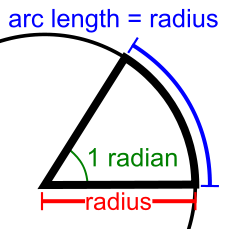 arc length = radius
1 radian
radius